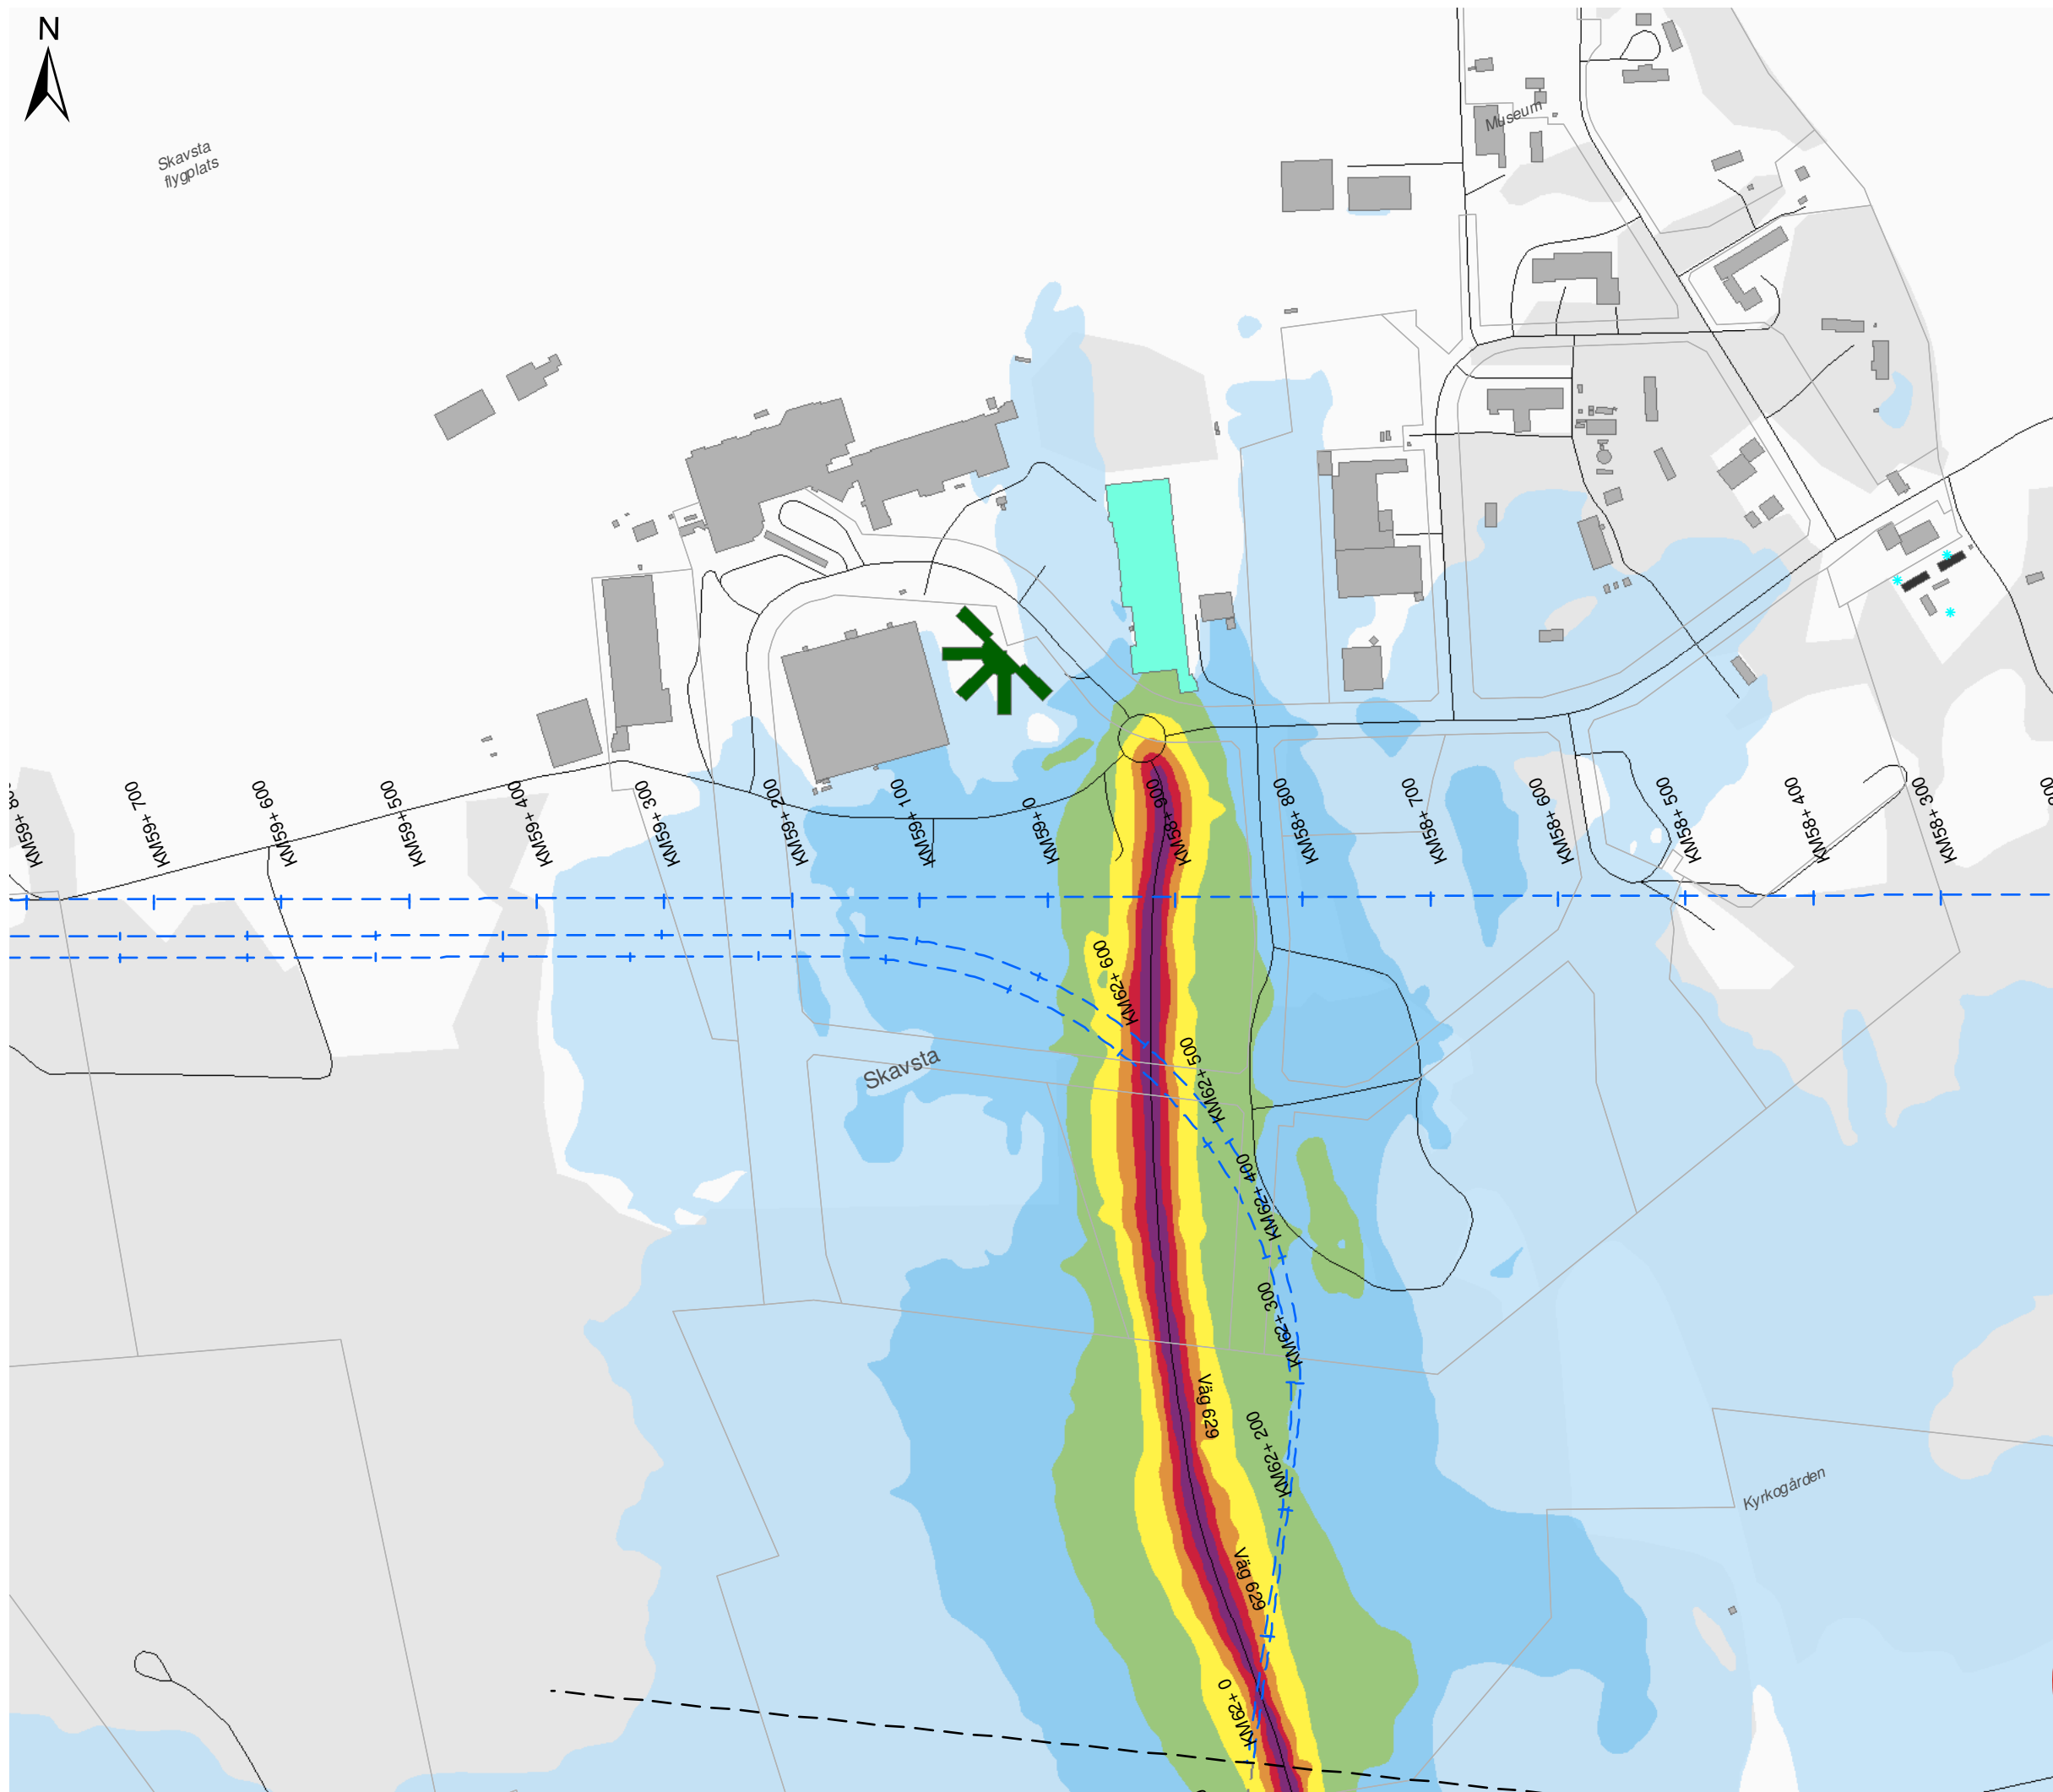 N
Skavsta
flygplats
Museum
KM59+ 700
KM59+ 600
KM59+ 500
KM59+ 400
KM59+ 300
KM59+ 200
KM59+ 100
KM59+ 0
KM58+ 900
KM58+ 800
KM58+ 700
KM58+ 600
KM58+ 500
KM58+ 400
KM58+ 300
KM62+ 600
KM62+ 500
Skavsta
KM62+ 400
KM62+ 300
Väg 629
KM62+ 200
Kyrkogården
Väg 629
KM62+ 0